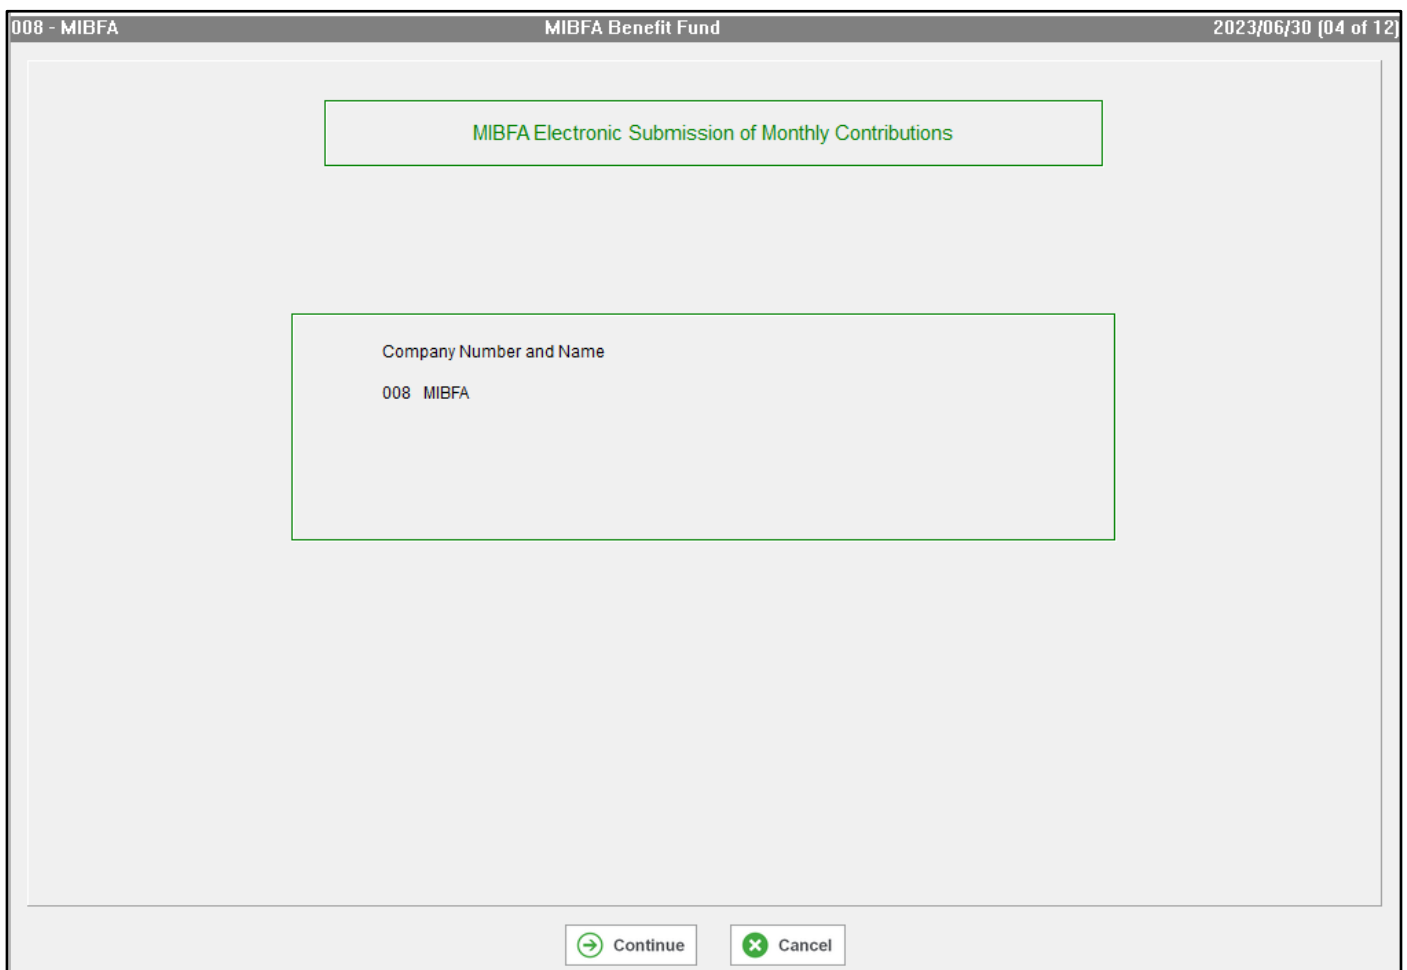 008 - MIBFA MIBFA Benefit Fund 2023/06/30 (04 of 12)
MIBFA Electronic Submission of Monthly Contributions
Company Number and Name
008 MIBFA
Continue Cancel